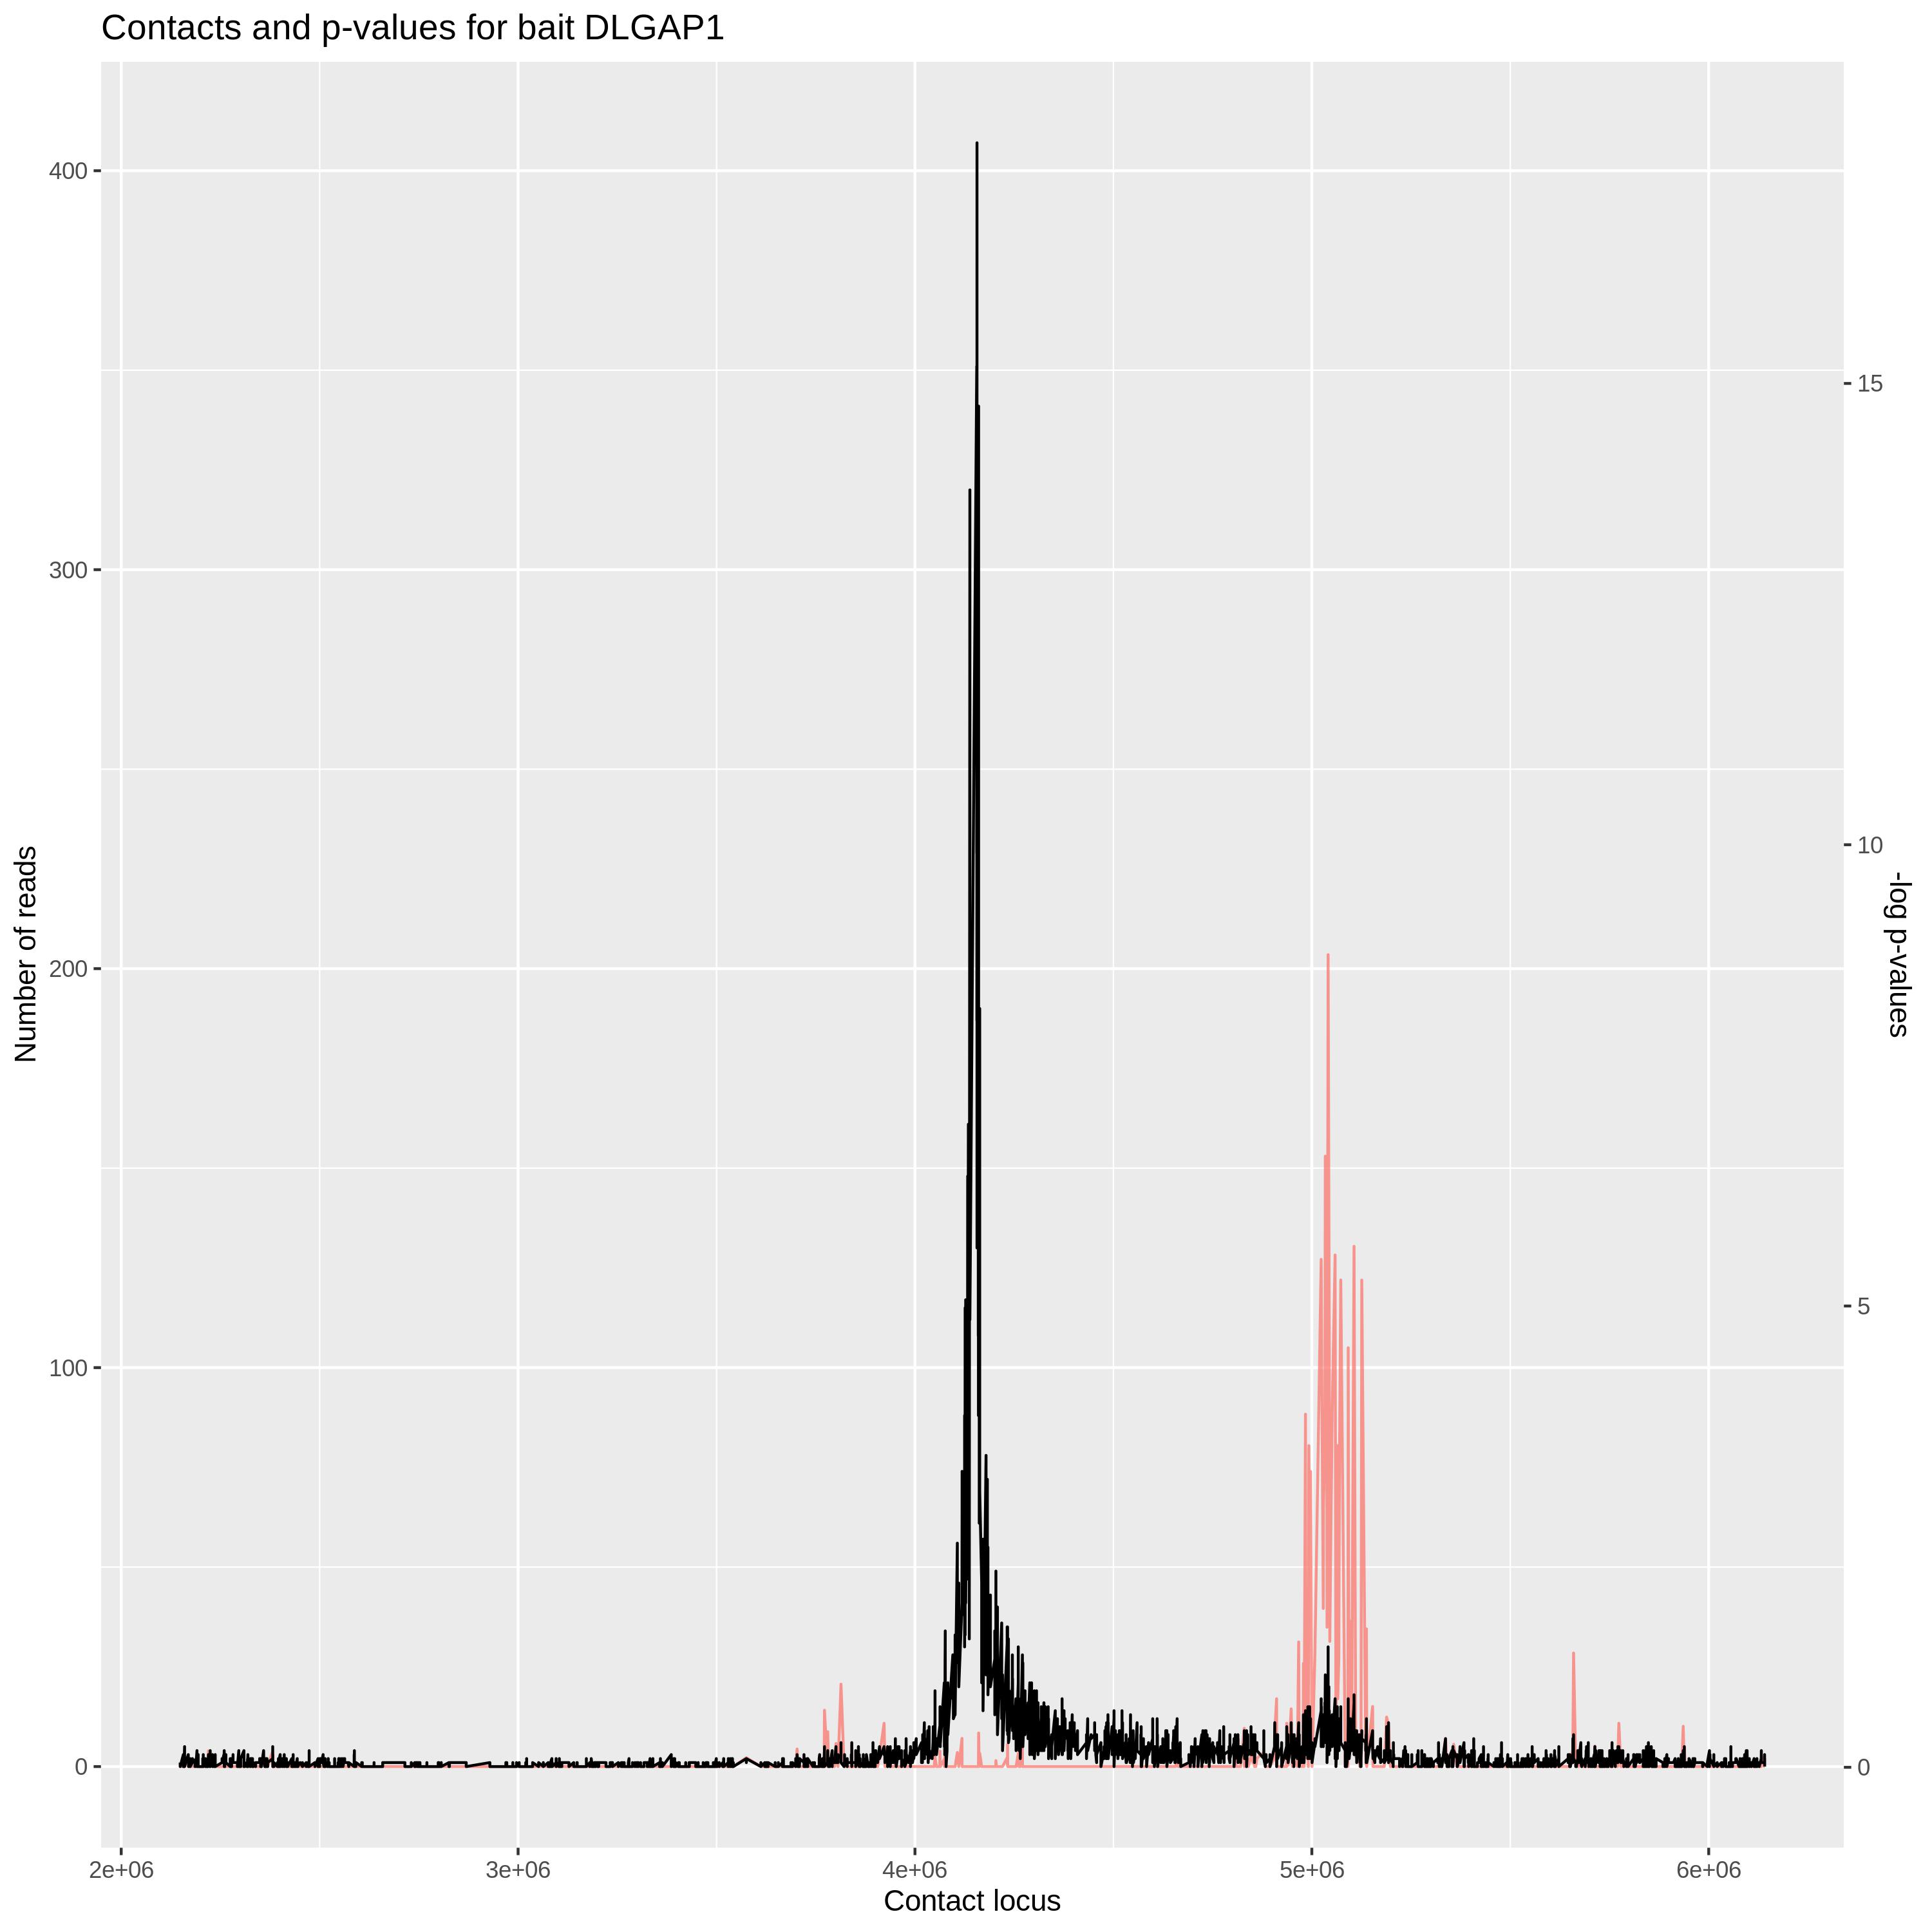 Contacts and p-values for bait DLGAP1
400
300
200
100
0
Number of reads
15
10
5
0
-log p-values
2e+06
3e+06
4e+06
5e+06
6e+06
Contact locus